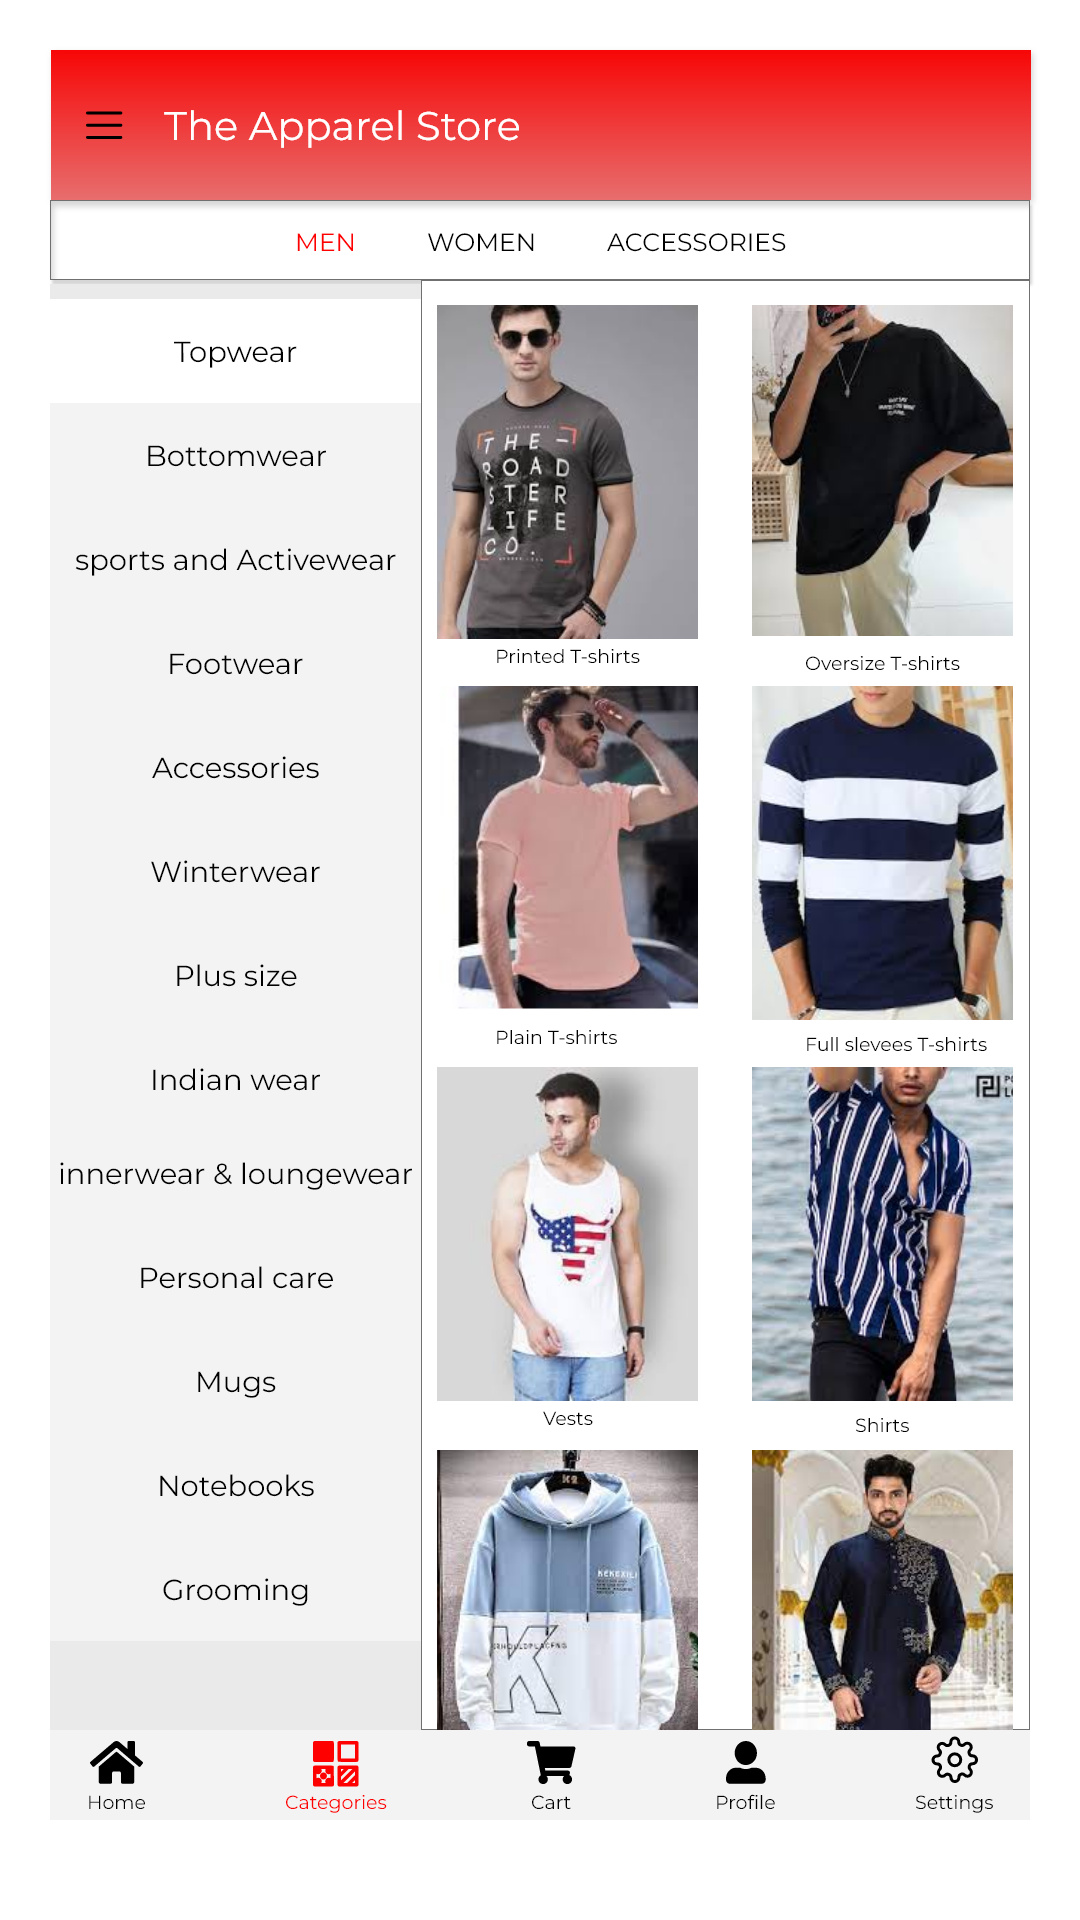 The Apparel Store
MEN WOMEN ACCESSORIES
Topwear
Bottomwear
sports and Activewear
Footwear
Accessories
Winterwear
Plus size
Indian wear
innerwear & loungewear
Personal care
Mugs
Notebooks
Grooming
THE
ROAD
STER
LIFE
CO.
Printed T-shirts
Oversize T-shirts
Plain T-shirts
Full slevees T-shirts
Vests
Shirts
K
Home
Categories
Cart
Profile
Settings